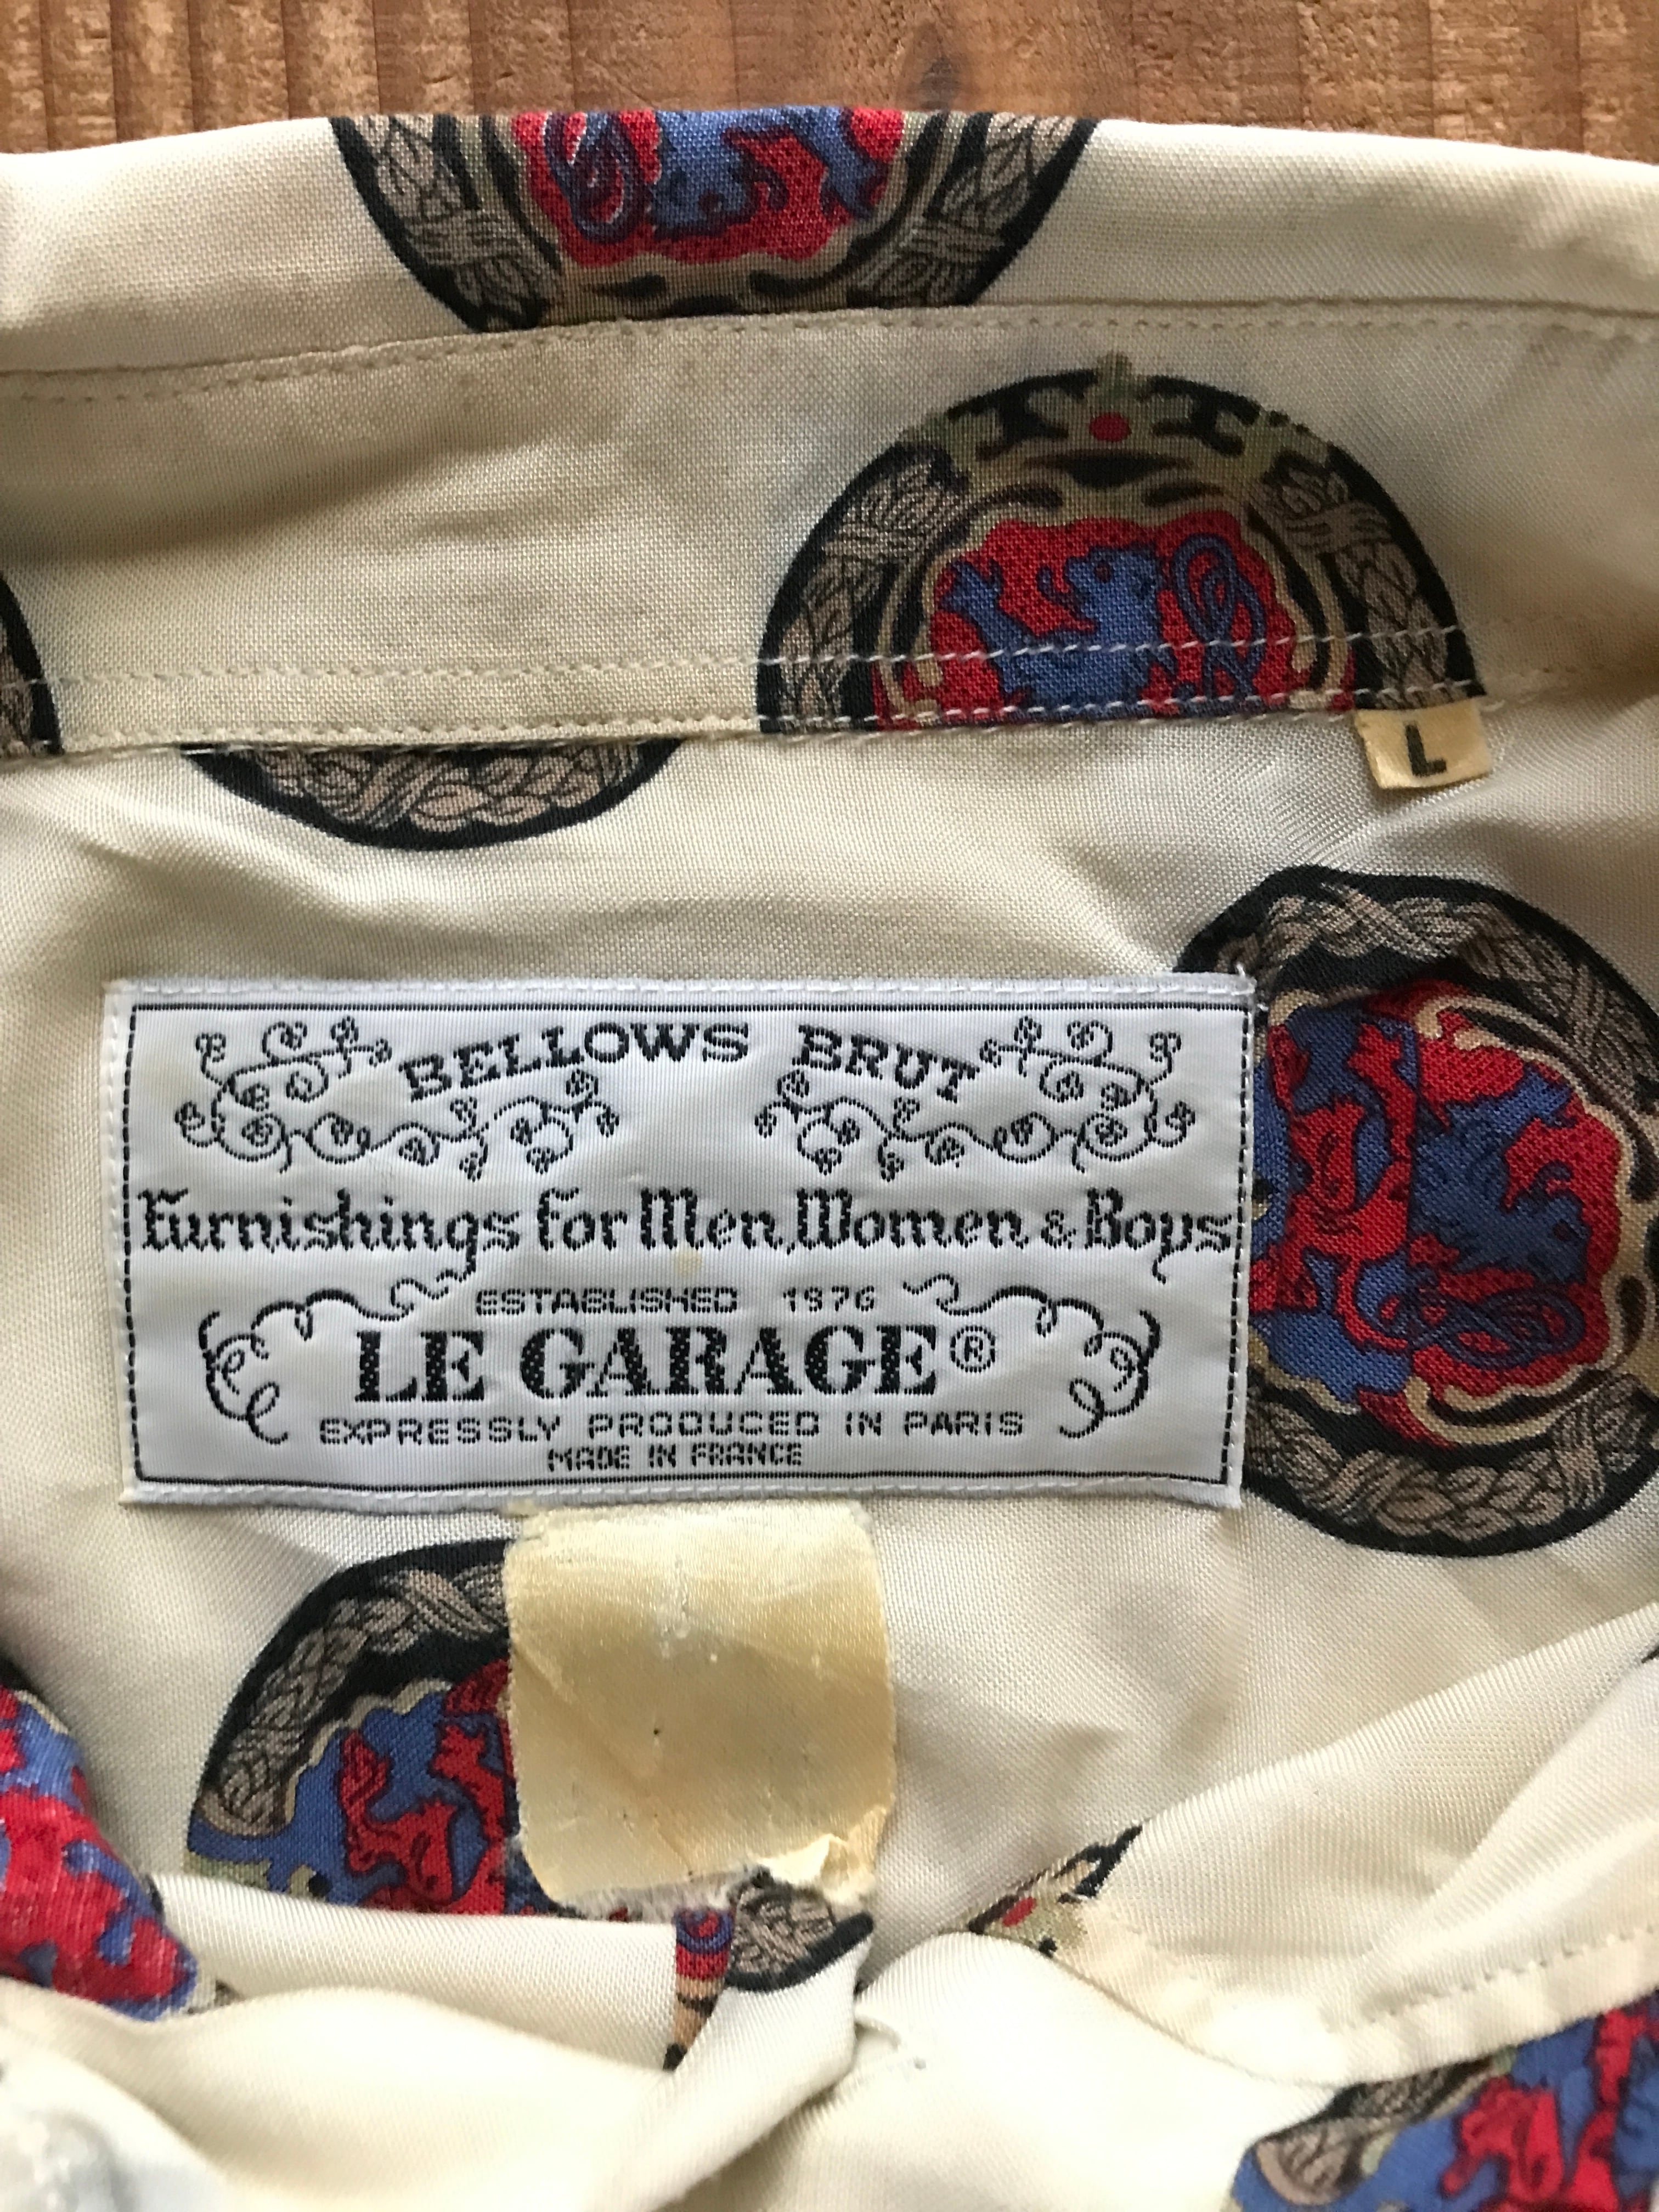 L
BELLOWS BRUT
Furnishings for Men, Women & Boys
ESTABLISHED 1976
LE GARAGE®
EXPRESSLY PRODUCED IN PARIS
MADE IN FRANCE